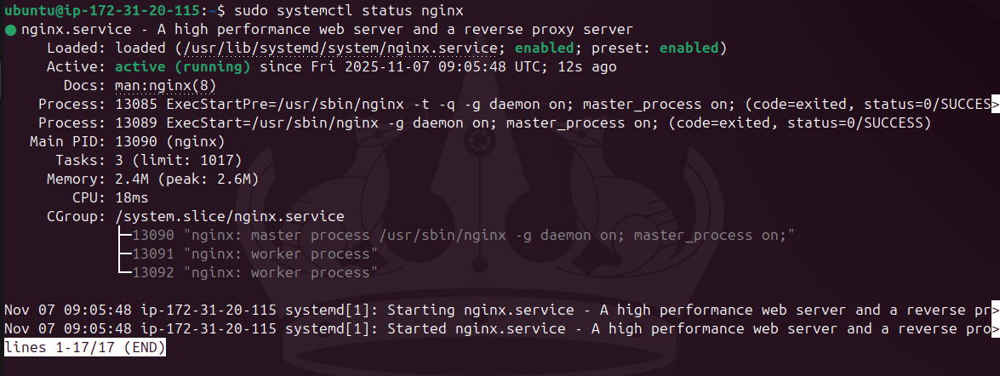 ubuntu@ip-172-31-20-115:~$ sudo systemctl status nginx
● nginx.service - A high performance web server and a reverse proxy server
     Loaded: loaded (/usr/lib/systemd/system/nginx.service; enabled; preset: enabled)
     Active: active (running) since Fri 2025-11-07 09:05:48 UTC; 12s ago
       Docs: man:nginx(8)
    Process: 13085 ExecStartPre=/usr/sbin/nginx -t -q -g daemon on; master_process on; (code=exited, status=0/SUCCES>
    Process: 13089 ExecStart=/usr/sbin/nginx -g daemon on; master_process on; (code=exited, status=0/SUCCESS)
   Main PID: 13090 (nginx)
      Tasks: 3 (limit: 1017)
     Memory: 2.4M (peak: 2.6M)
        CPU: 18ms
     CGroup: /system.slice/nginx.service
             ├─13090 "nginx: master process /usr/sbin/nginx -g daemon on; master_process on;"
             ├─13091 "nginx: worker process"
             └─13092 "nginx: worker process"

Nov 07 09:05:48 ip-172-31-20-115 systemd[1]: Starting nginx.service - A high performance web server and a reverse pr>
Nov 07 09:05:48 ip-172-31-20-115 systemd[1]: Started nginx.service - A high performance web server and a reverse pro>
lines 1-17/17 (END)